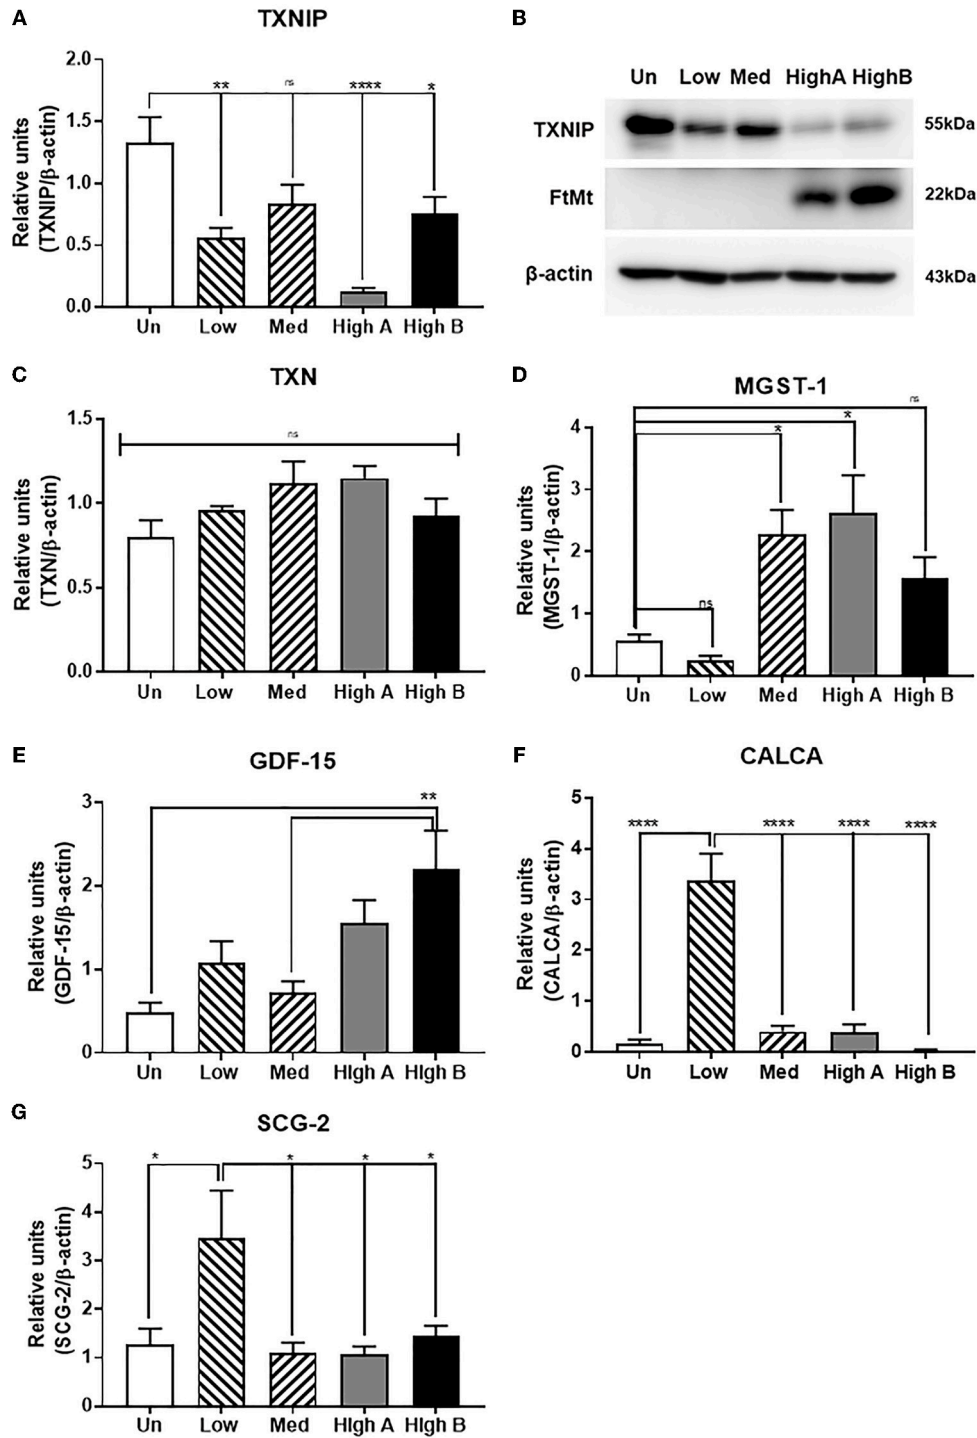 A
TXNIP
Relative units
(TXNIP/β-actin)
2.0
1.5
1.0
0.5
0.0
** ns **** *
Un Low Med High A High B
B
Un Low Med HighA HighB
TXNIP 55kDa
FtMt 22kDa
β-actin 43kDa
C
TXN
Relative units
(TXN/β-actin)
1.5
1.0
0.5
0.0
ns
Un Low Med High A High B
D
MGST-1
Relative units
(MGST-1/β-actin)
4
3
2
1
0
ns
*
*
ns
Un Low Med High A High B
E
GDF-15
Relative units
(GDF-15/β-actin)
3
2
1
0
**
Un Low Med HIgh A HIgh B
F
CALCA
Relative units
(CALCA/β-actin)
5
4
3
2
1
0
**** **** **** ****
Un Low Med High A High B
G
SCG-2
Relative units
(SCG-2/β-actin)
5
4
3
2
1
0
* * * *
Un Low Med HIgh A HIgh B